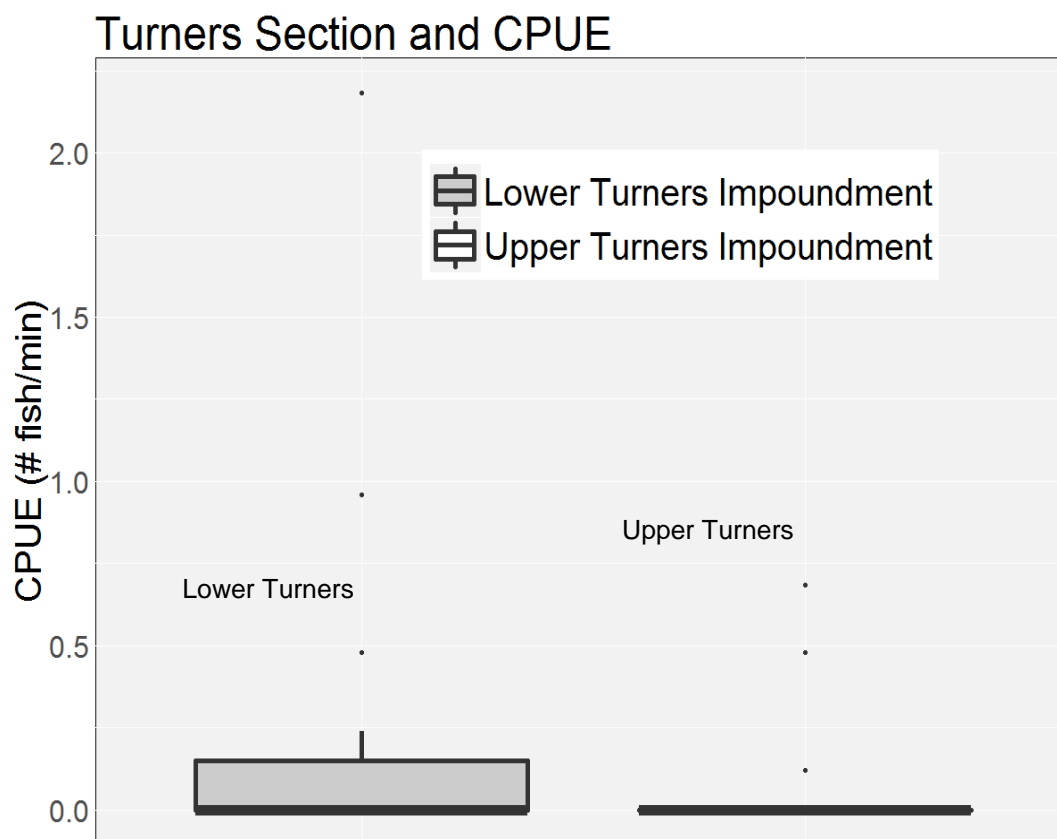 Turners Section and CPUE
2.0
1.5
1.0
0.5
0.0
CPUE (# fish/min)
Lower Turners Impoundment
Upper Turners Impoundment
Upper Turners
Lower Turners